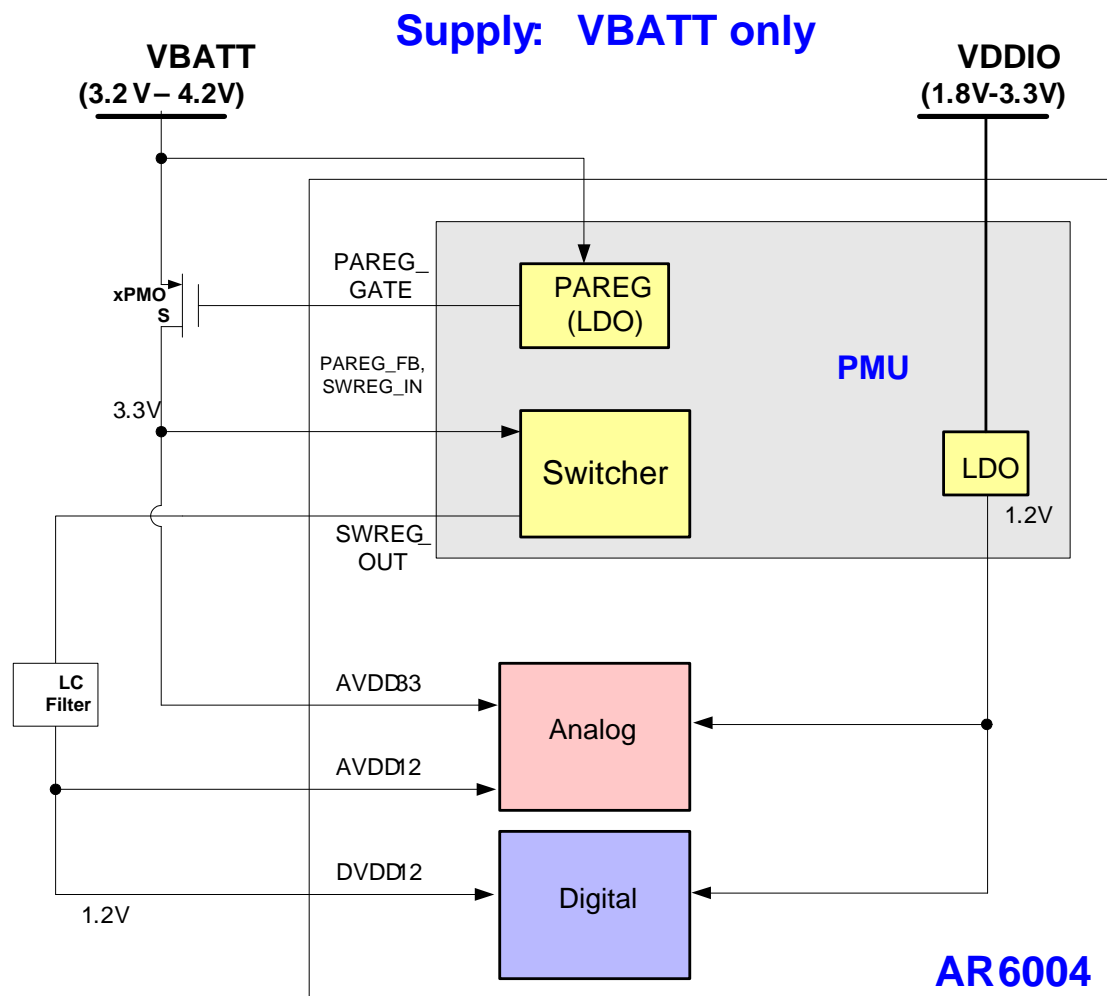 Supply: VBATT only
VBATT
(3.2 V – 4.2V)
VDDIO
(1.8V-3.3V)
PAREG_
GATE
PAREG
(LDO)
xPMO
S
PAREG_FB,
SWREG_IN
PMU
3.3V
Switcher
LDO
1.2V
SWREG_
OUT
LC
Filter
AVDD33
Analog
AVDD12
DVDD12
Digital
1.2V
AR6004